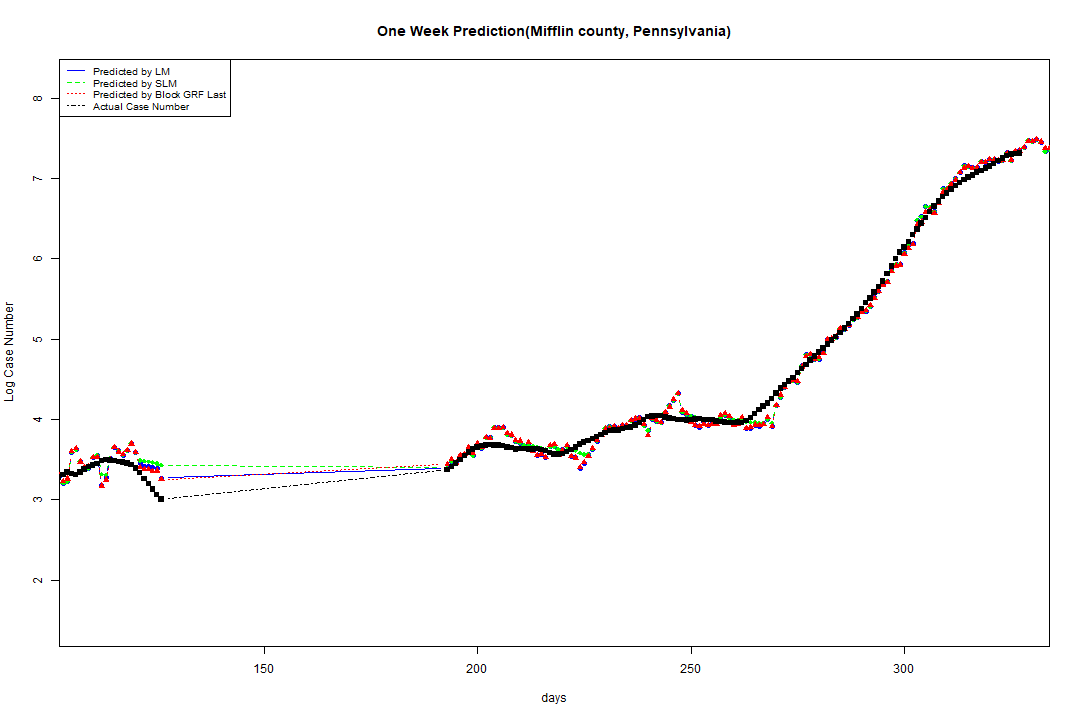 One Week Prediction(Mifflin county, Pennsylvania)
Predicted by LM
Predicted by SLM
Predicted by Block GRF Last
Actual Case Number
8
7
6
5
4
3
2
Log Case Number
150 200 250 300
days